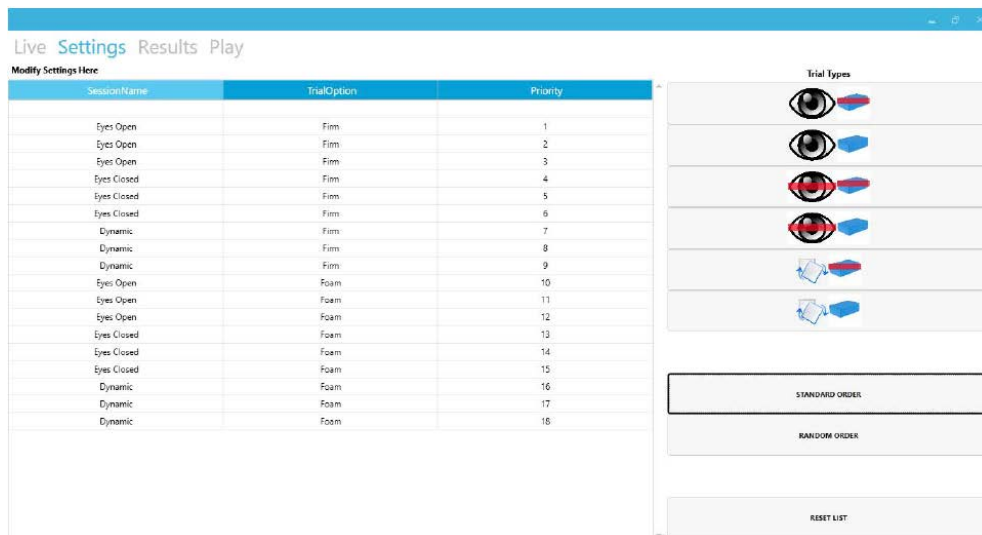 Live Settings Results Play
Modify Settings Here
SessionName TrialOption Priority
Eyes Open Firm 1
Eyes Open Firm 2
Eyes Open Firm 3
Eyes Closed Firm 4
Eyes Closed Firm 5
Eyes Closed Firm 6
Dynamic Firm 7
Dynamic Firm 8
Dynamic Firm 9
Eyes Open Foam 10
Eyes Open Foam 11
Eyes Open Foam 12
Eyes Closed Foam 13
Eyes Closed Foam 14
Eyes Closed Foam 15
Dynamic Foam 16
Dynamic Foam 17
Dynamic Foam 18
Trial Types
STANDARD ORDER
RANDOM ORDER
RESET LIST